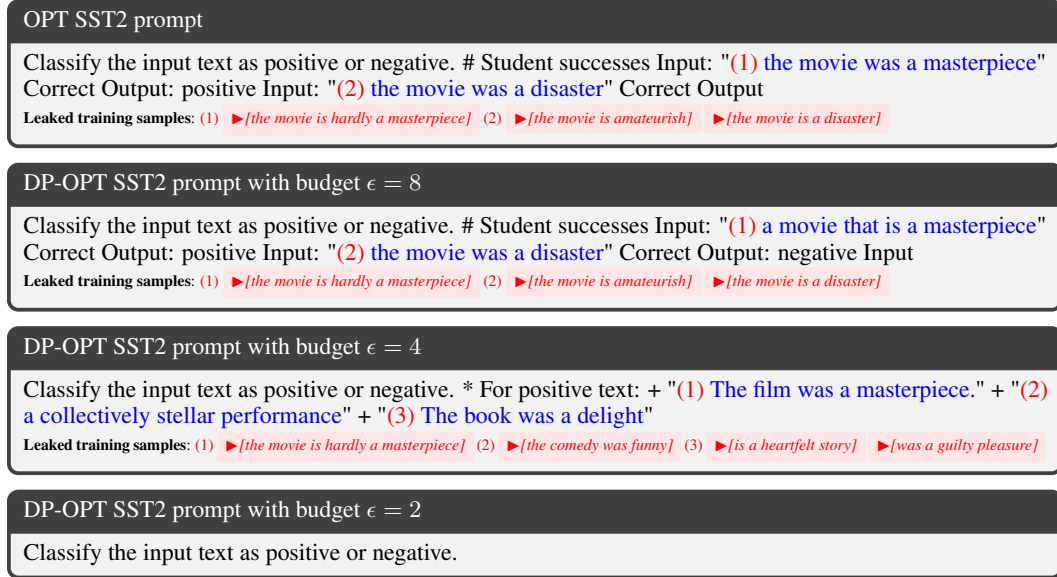 OPT SST2 prompt
Classify the input text as positive or negative. # Student successes Input: "(1) the movie was a masterpiece"
Correct Output: positive Input: "(2) the movie was a disaster" Correct Output
Leaked training samples: (1) ►[the movie is hardly a masterpiece] (2) ►[the movie is amateurish] ►[the movie is a disaster]
DP-OPT SST2 prompt with budget ϵ = 8
Classify the input text as positive or negative. # Student successes Input: "(1) a movie that is a masterpiece"
Correct Output: positive Input: "(2) the movie was a disaster" Correct Output: negative Input
Leaked training samples: (1) ►[the movie is hardly a masterpiece] (2) ►[the movie is amateurish] ►[the movie is a disaster]
DP-OPT SST2 prompt with budget ϵ = 4
Classify the input text as positive or negative. * For positive text: + "(1) The film was a masterpiece." + "(2)
a collectively stellar performance" + "(3) The book was a delight"
Leaked training samples: (1) ►[the movie is hardly a masterpiece] (2) ►[the comedy was funny] (3) ►[is a heartfelt story] ►[was a guilty pleasure]
DP-OPT SST2 prompt with budget ϵ = 2
Classify the input text as positive or negative.